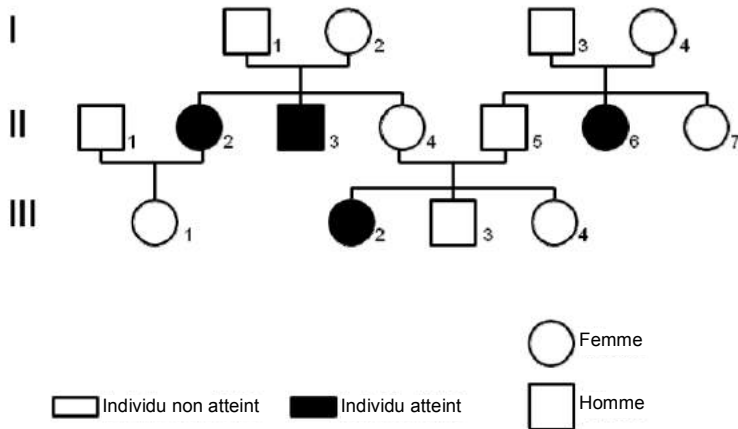 I
1 2 3 4
II
1 2 3 4 5 6 7
III
1 2 3 4
Femme
Individu non atteint Individu atteint Homme